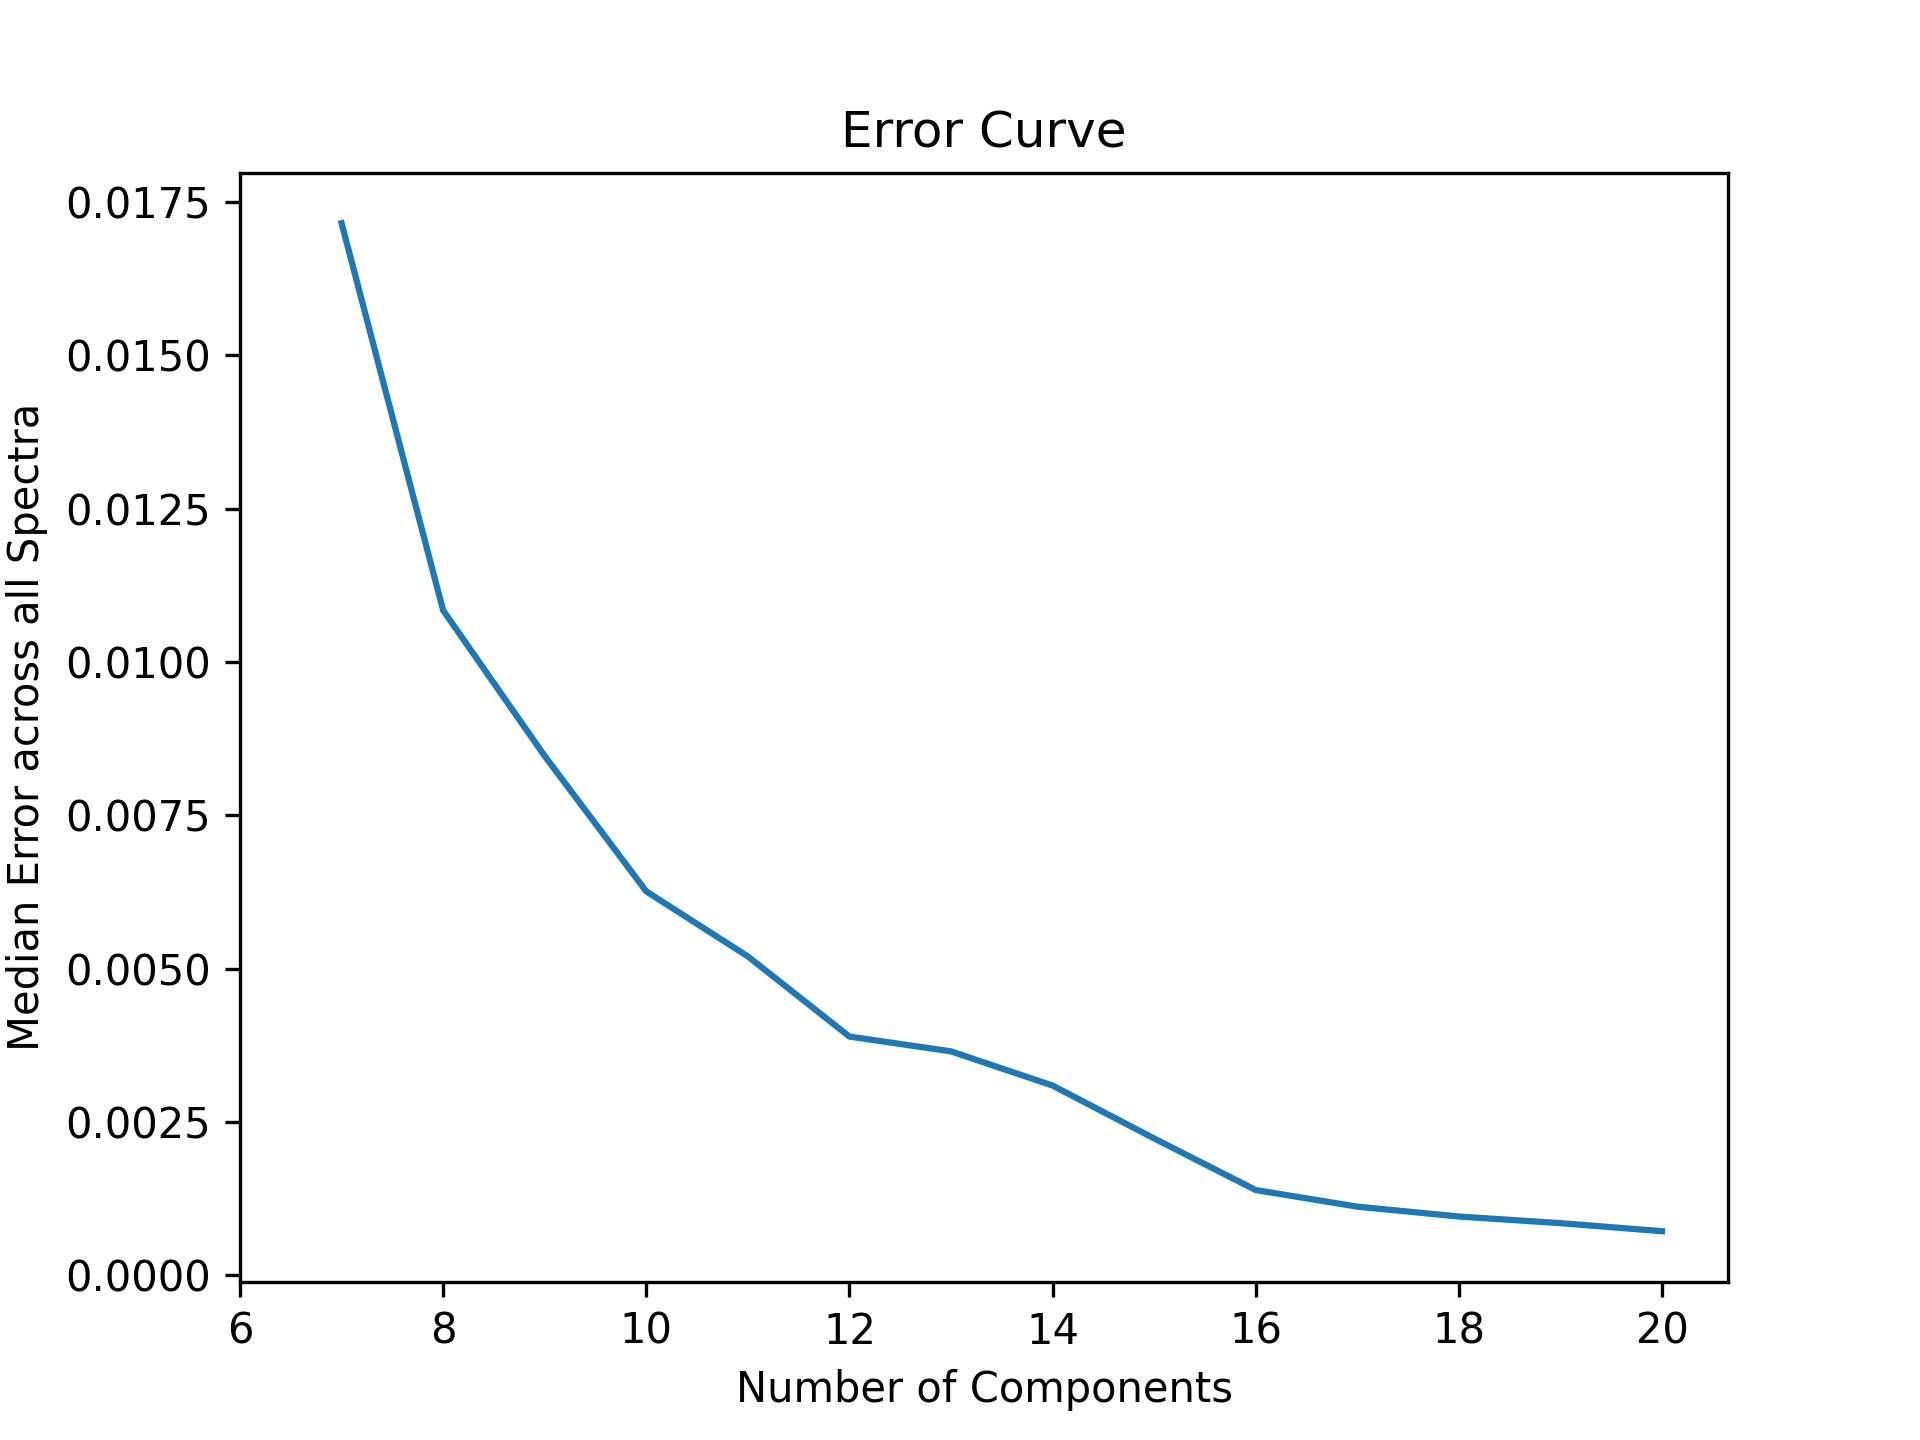 Error Curve
0.0175
0.0150
0.0125
0.0100
0.0075
0.0050
0.0025
0.0000
Median Error across all Spectra
6 8 10 12 14 16 18 20
Number of Components